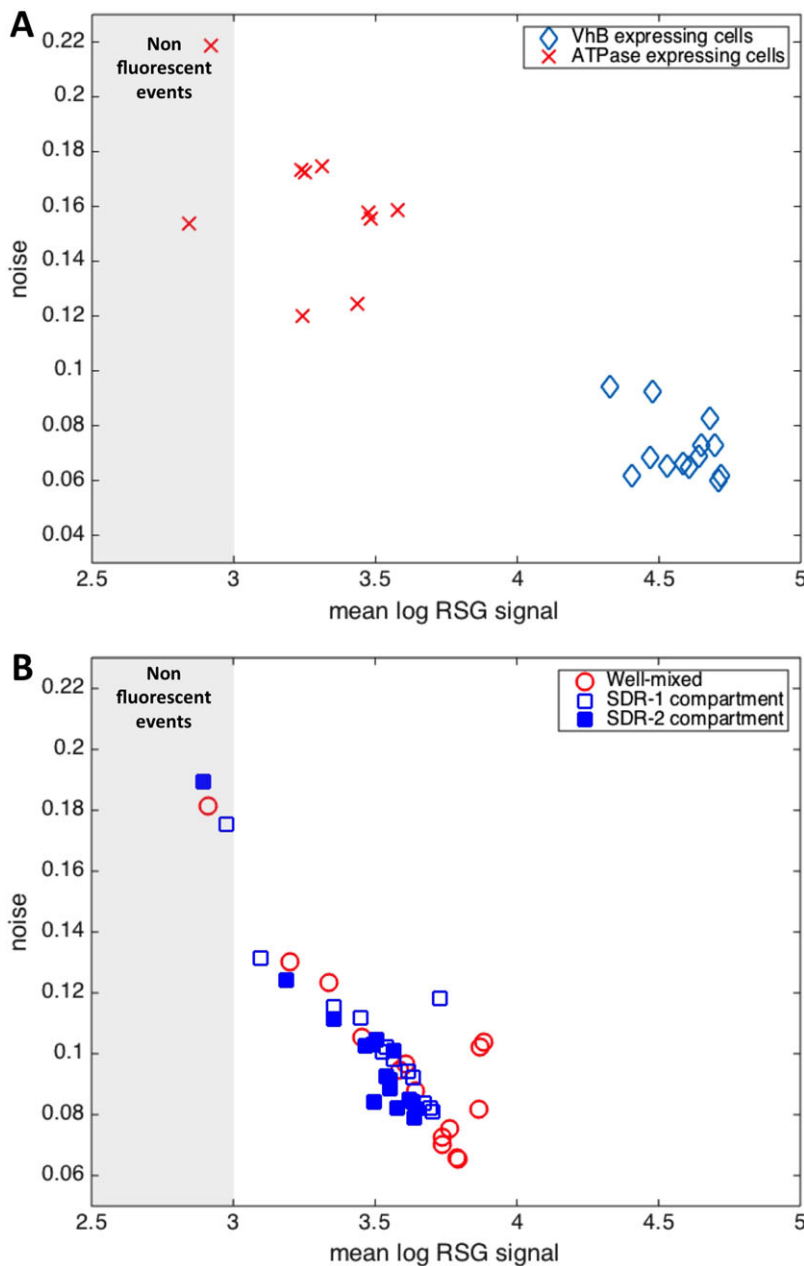 A
Non
fluorescent
events
VhB expressing cells
ATPase expressing cells
0.22
0.2
0.18
0.16
0.14
0.12
0.1
0.08
0.06
0.04
noise
2.5 3 3.5 4 4.5 5
mean log RSG signal
B
Non
fluorescent
events
Well-mixed
SDR-1 compartment
SDR-2 compartment
0.22
0.2
0.18
0.16
0.14
0.12
0.1
0.08
0.06
noise
2.5 3 3.5 4 4.5 5
mean log RSG signal